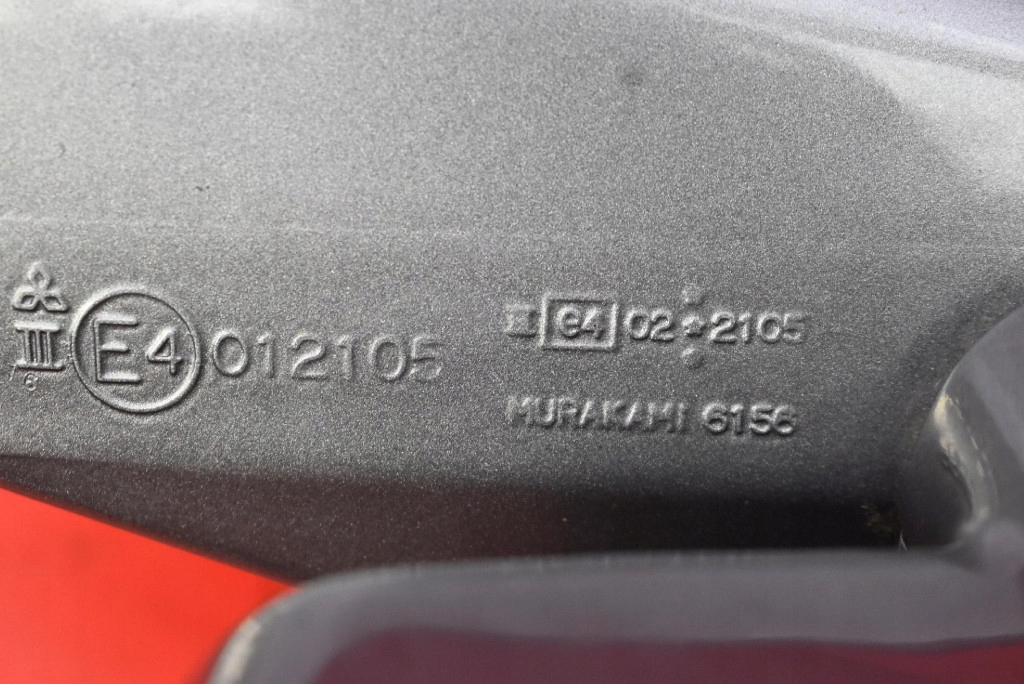 III E4 012105
II e4 02*2105
MURAKAMI 6156